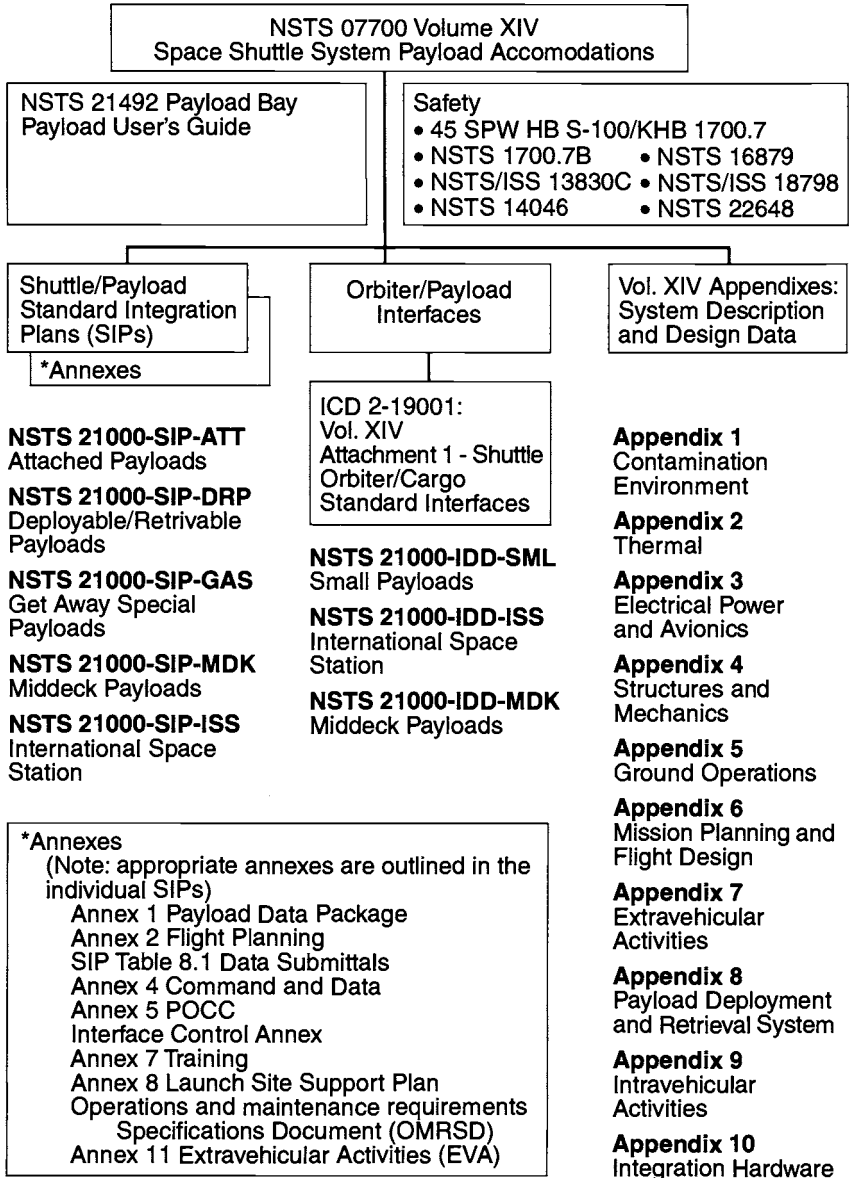 NSTS 07700 Volume XIV
Space Shuttle System Payload Accomodations
NSTS 21492 Payload Bay
Payload User's Guide
Safety
• 45 SPW HB S-100/KHB 1700.7
• NSTS 1700.7B • NSTS 16879
• NSTS/ISS 13830C • NSTS/ISS 18798
• NSTS 14046 • NSTS 22648
Shuttle/Payload
Standard Integration
Plans (SIPs)
*Annexes
NSTS 21000-SIP-ATT
Attached Payloads
NSTS 21000-SIP-DRP
Deployable/Retrivable
Payloads
NSTS 21000-SIP-GAS
Get Away Special
Payloads
NSTS 21000-SIP-MDK
Middeck Payloads
NSTS 21000-SIP-ISS
International Space
Station
Orbiter/Payload
Interfaces
ICD 2-19001:
Vol. XIV
Attachment 1 - Shuttle
Orbiter/Cargo
Standard Interfaces
NSTS 21000-IDD-SML
Small Payloads
NSTS 21000-IDD-ISS
International Space
Station
NSTS 21000-IDD-MDK
Middeck Payloads
Vol. XIV Appendixes:
System Description
and Design Data
Appendix 1
Contamination
Environment
Appendix 2
Thermal
Appendix 3
Electrical Power
and Avionics
Appendix 4
Structures and
Mechanics
Appendix 5
Ground Operations
Appendix 6
Mission Planning and
Flight Design
Appendix 7
Extravehicular
Activities
Appendix 8
Payload Deployment
and Retrieval System
Appendix 9
Intravehicular
Activities
Appendix 10
Integration Hardware
*Annexes
(Note: appropriate annexes are outlined in the
individual SIPs)
Annex 1 Payload Data Package
Annex 2 Flight Planning
SIP Table 8.1 Data Submittals
Annex 4 Command and Data
Annex 5 POCC
Interface Control Annex
Annex 7 Training
Annex 8 Launch Site Support Plan
Operations and maintenance requirements
Specifications Document (OMRSD)
Annex 11 Extravehicular Activities (EVA)